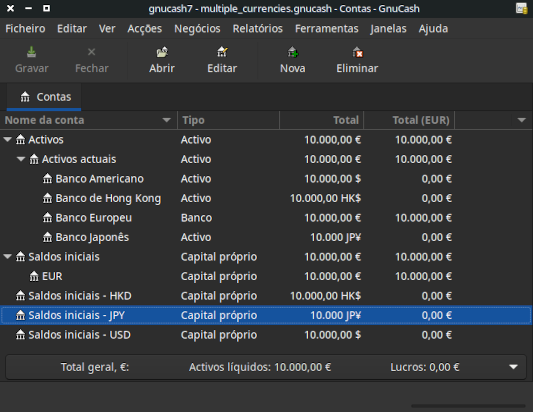 gnucash7 - multiple_currencies.gnucash - Contas - GnuCash
Ficheiro Editar Ver Acções Negócios Relatórios Ferramentas Janelas Ajuda
Gravar Fechar Abrir Editar Nova Eliminar
Contas
Nome da conta Tipo Total Total (EUR)
Activos Activo 10.000,00 € 10.000,00 €
Activos actuais Activo 10.000,00 € 10.000,00 €
Banco Americano Activo 10.000,00 $ 0,00 €
Banco de Hong Kong Activo 10.000,00 HK$ 0,00 €
Banco Europeu Banco 10.000,00 € 10.000,00 €
Banco Japonês Activo 10.000 JP¥ 0,00 €
Saldos iniciais Capital próprio 10.000,00 € 10.000,00 €
EUR Capital próprio 10.000,00 € 10.000,00 €
Saldos iniciais - HKD Capital próprio 10.000,00 HK$ 0,00 €
Saldos iniciais - JPY Capital próprio 10.000 JP¥ 0,00 €
Saldos iniciais - USD Capital próprio 10.000,00 $ 0,00 €
Total geral, €: Activos líquidos: 10.000,00 € Lucros: 0,00 €